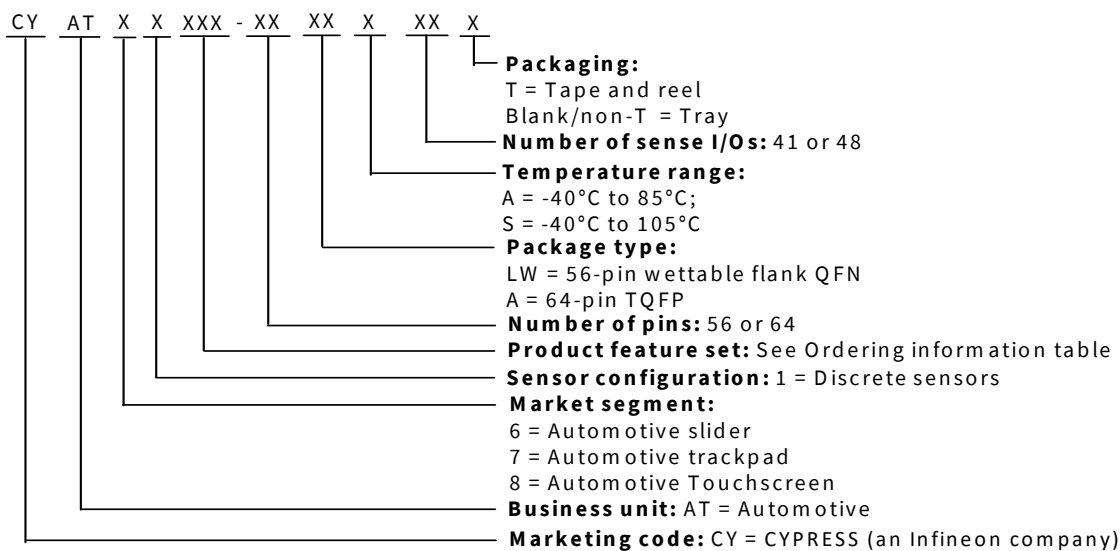 CY AT X X XXX - XX XX X XX X
Packaging:
T = Tape and reel
Blank/non-T = Tray
Number of sense I/Os: 41 or 48
Temperature range:
A = -40°C to 85°C;
S = -40°C to 105°C
Package type:
LW = 56-pin wettable flank QFN
A = 64-pin TQFP
Number of pins: 56 or 64
Product feature set: See Ordering information table
Sensor configuration: 1 = Discrete sensors
Market segment:
6 = Automotive slider
7 = Automotive trackpad
8 = Automotive Touchscreen
Business unit: AT = Automotive
Marketing code: CY = CYPRESS (an Infineon company)